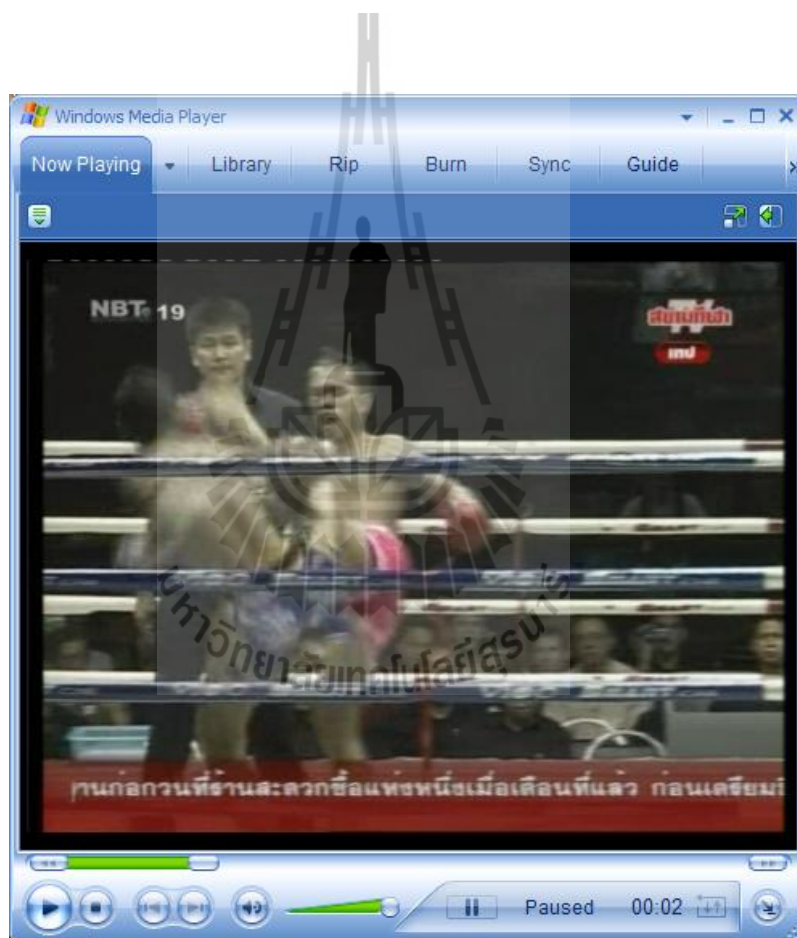 Windows Media Player
Now Playing Library Rip Burn Sync Guide
NBT 19
สยามกีฬา
TV
เทป
มหาวิทยาลัยเทคโนโลยีสุรนารี
ก่อกวนที่ร้านสะดวกซื้อแห่งหนึ่งเมื่อเดือนที่แล้ว ก่อนเตรียม
Paused 00:02